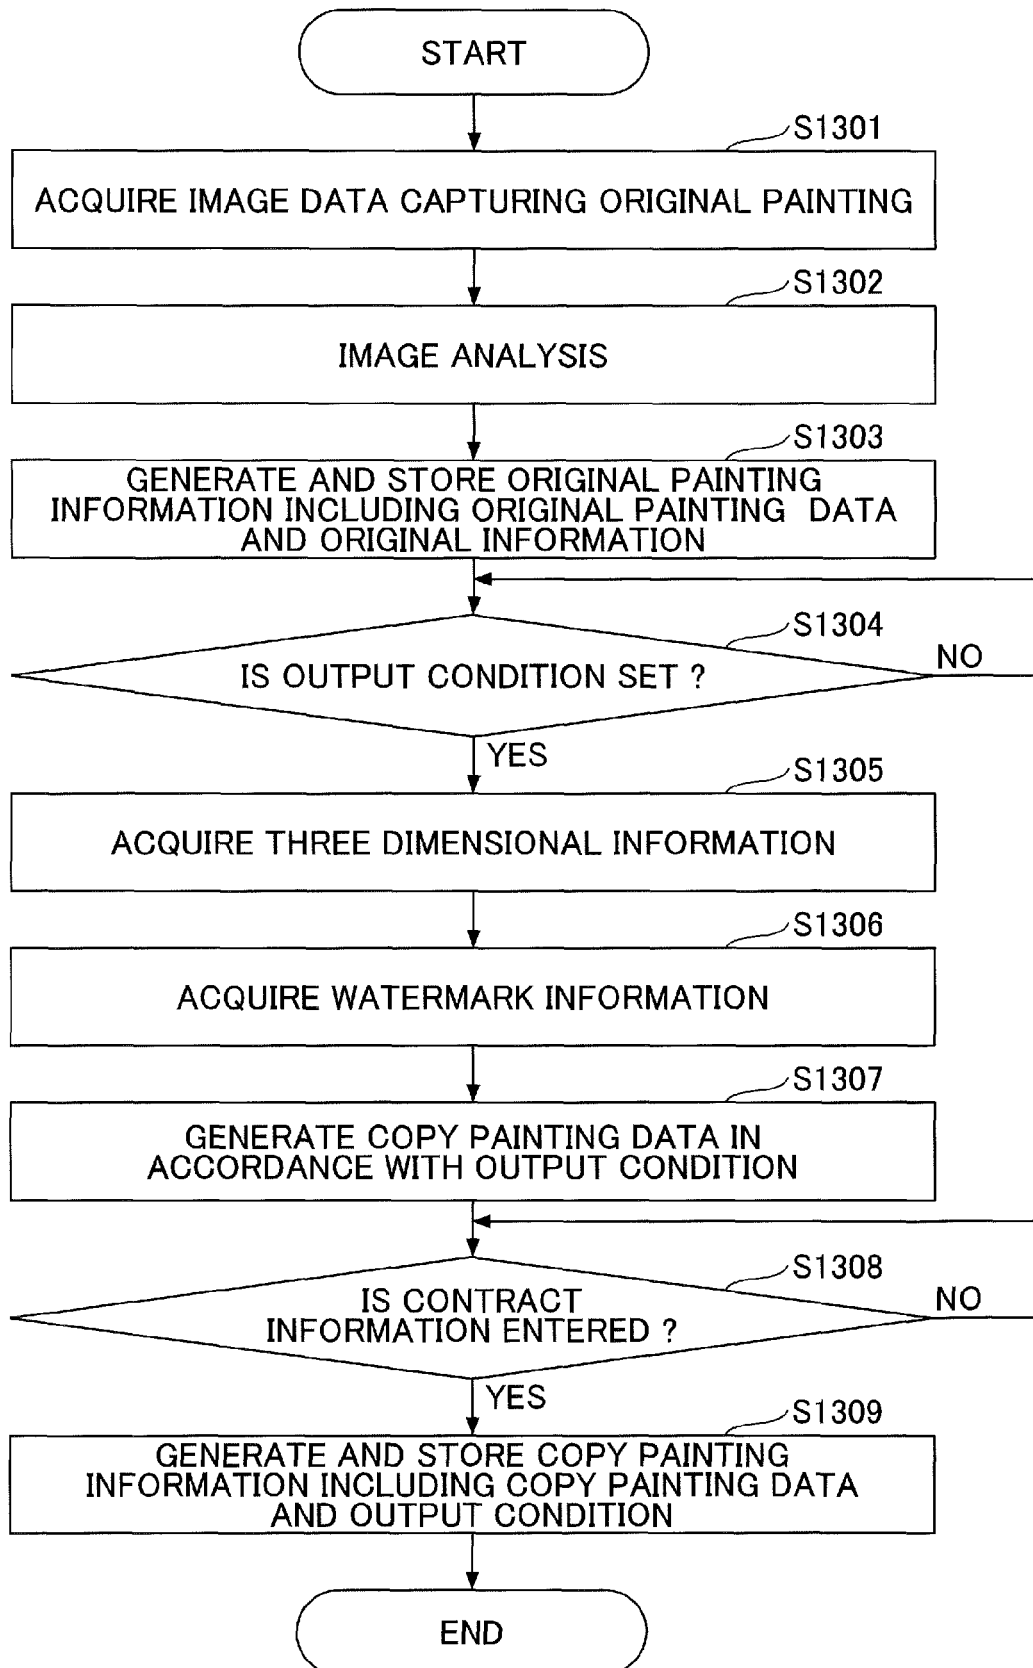 START
S1301
ACQUIRE IMAGE DATA CAPTURING ORIGINAL PAINTING
S1302
IMAGE ANALYSIS
S1303
GENERATE AND STORE ORIGINAL PAINTING
INFORMATION INCLUDING ORIGINAL PAINTING DATA
AND ORIGINAL INFORMATION
S1304
IS OUTPUT CONDITION SET ?
NO
YES
S1305
ACQUIRE THREE DIMENSIONAL INFORMATION
S1306
ACQUIRE WATERMARK INFORMATION
S1307
GENERATE COPY PAINTING DATA IN
ACCORDANCE WITH OUTPUT CONDITION
S1308
IS CONTRACT
INFORMATION ENTERED ?
NO
YES
S1309
GENERATE AND STORE COPY PAINTING
INFORMATION INCLUDING COPY PAINTING DATA
AND OUTPUT CONDITION
END